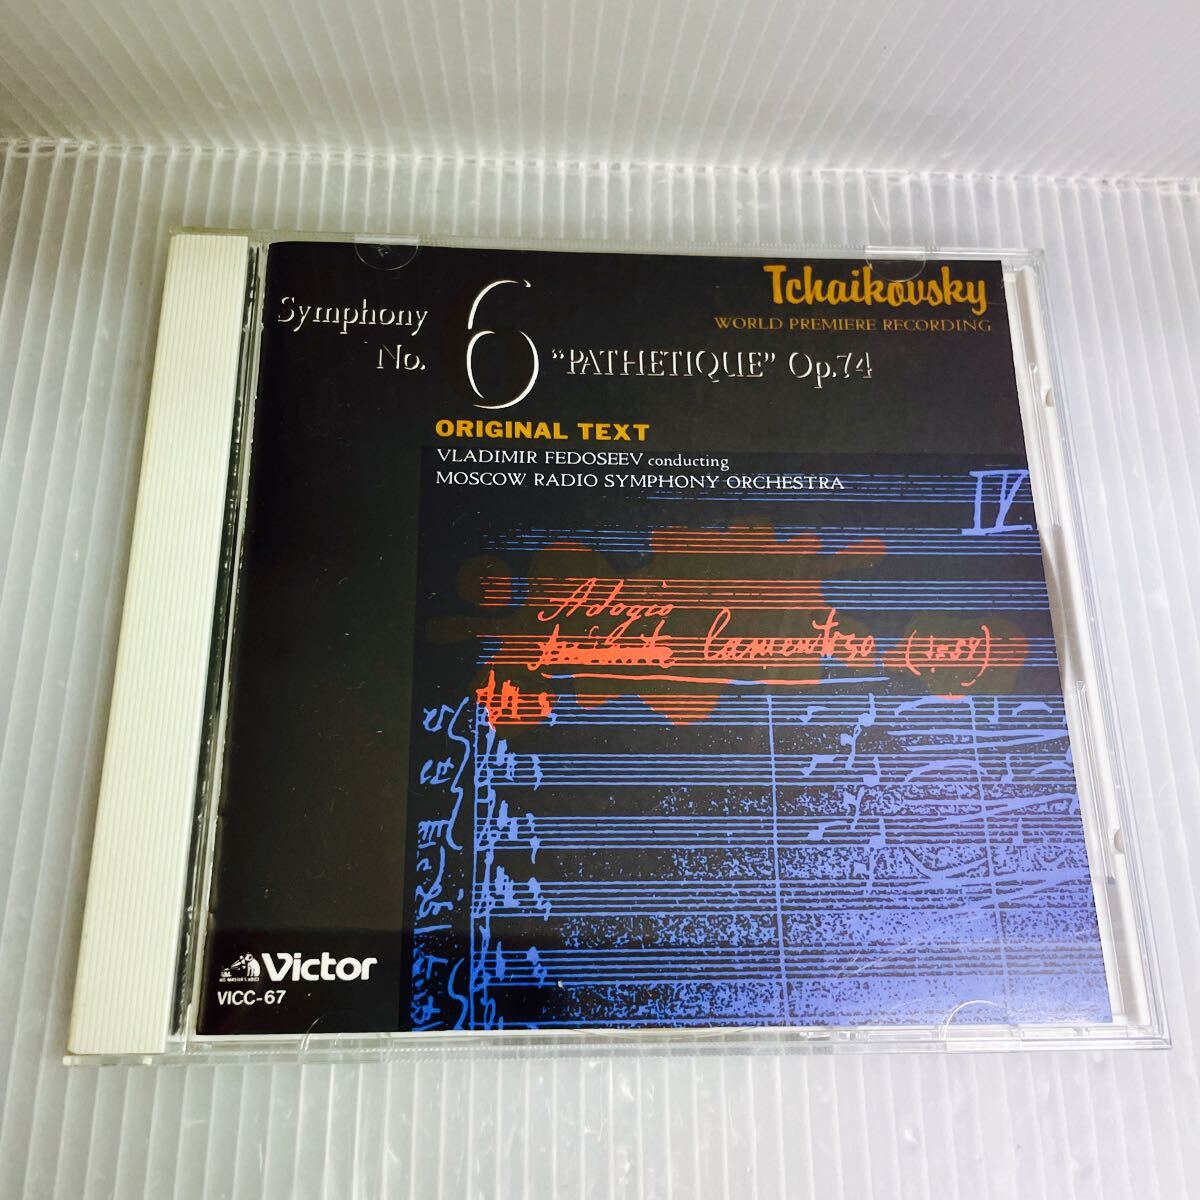 Tchaikovsky
WORLD PREMIERE RECORDING
Symphony
No. 6 "PATHETIQUE" Op.74
ORIGINAL TEXT
VLADIMIR FEDOSEEV conducting
MOSCOW RADIO SYMPHONY ORCHESTRA
IV
Adagio
lamentoso
Victor
VICC-67